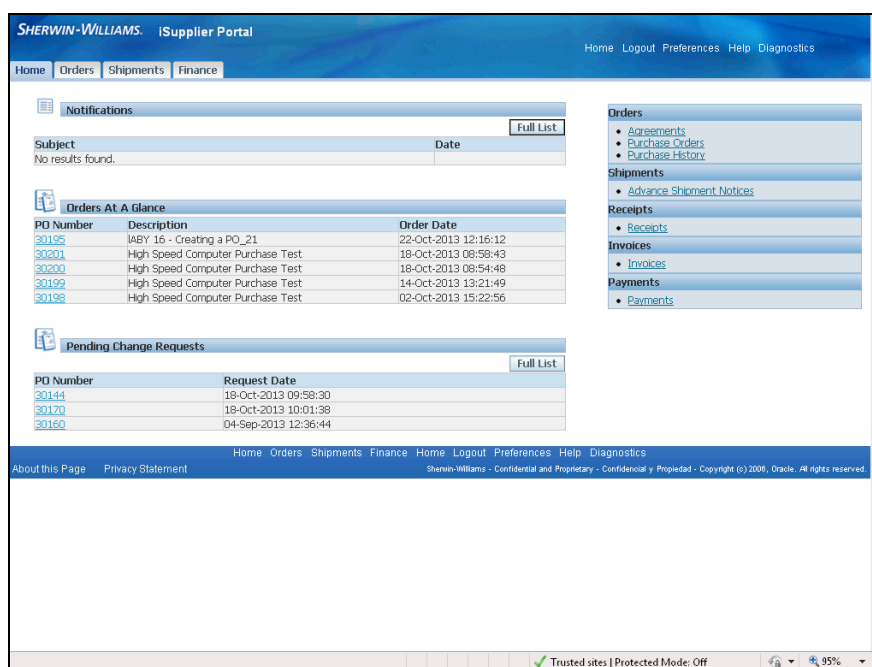 SHERWIN-WILLIAMS. iSupplier Portal
Home Logout Preferences Help Diagnostics
Home Orders Shipments Finance
Notifications
Full List
Subject Date
No results found.
Orders At A Glance
PO Number Description Order Date
30195 IABY 16 - Creating a PO_21 22-Oct-2013 12:16:12
30201 High Speed Computer Purchase Test 18-Oct-2013 08:58:43
30200 High Speed Computer Purchase Test 18-Oct-2013 08:54:48
30199 High Speed Computer Purchase Test 14-Oct-2013 13:21:49
30198 High Speed Computer Purchase Test 02-Oct-2013 15:22:56
Pending Change Requests
Full List
PO Number Request Date
30144 18-Oct-2013 09:58:30
30170 18-Oct-2013 10:01:38
30160 04-Sep-2013 12:36:44
Orders
Agreements
Purchase Orders
Purchase History
Shipments
Advance Shipment Notices
Receipts
Receipts
Invoices
Invoices
Payments
Payments
Home Orders Shipments Finance Home Logout Preferences Help Diagnostics
About this Page Privacy Statement Sherwin-Williams - Confidential and Proprietary - Confidencial y Propiedad - Copyright (c) 2006, Oracle. All rights reserved.
Trusted sites | Protected Mode: Off 95%